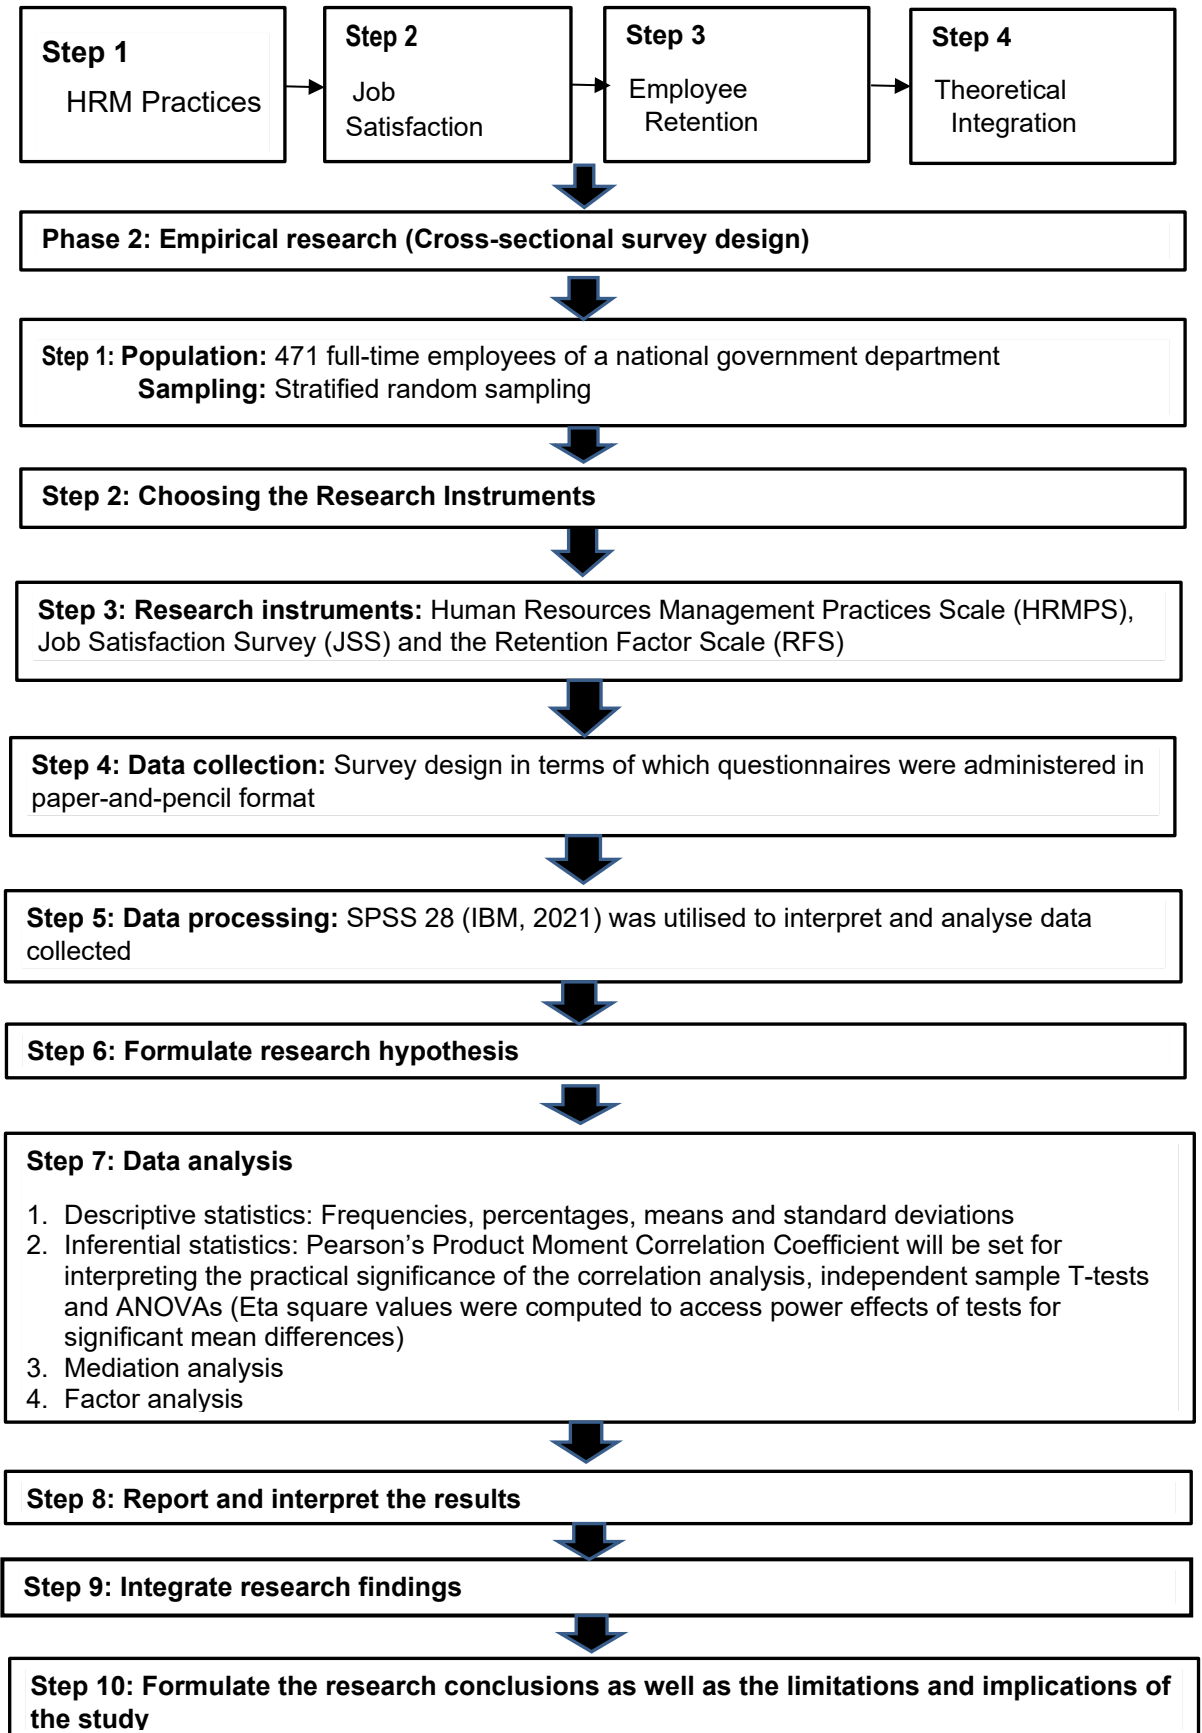 Step 1
HRM Practices
Step 2
Job
Satisfaction
Step 3
Employee
Retention
Step 4
Theoretical
Integration
Phase 2: Empirical research (Cross-sectional survey design)
Step 1: Population: 471 full-time employees of a national government department
Sampling: Stratified random sampling
Step 2: Choosing the Research Instruments
Step 3: Research instruments: Human Resources Management Practices Scale (HRMPS),
Job Satisfaction Survey (JSS) and the Retention Factor Scale (RFS)
Step 4: Data collection: Survey design in terms of which questionnaires were administered in
paper-and-pencil format
Step 5: Data processing: SPSS 28 (IBM, 2021) was utilised to interpret and analyse data
collected
Step 6: Formulate research hypothesis
Step 7: Data analysis
1. Descriptive statistics: Frequencies, percentages, means and standard deviations
2. Inferential statistics: Pearson's Product Moment Correlation Coefficient will be set for
interpreting the practical significance of the correlation analysis, independent sample T-tests
and ANOVAs (Eta square values were computed to access power effects of tests for
significant mean differences)
3. Mediation analysis
4. Factor analysis
Step 8: Report and interpret the results
Step 9: Integrate research findings
Step 10: Formulate the research conclusions as well as the limitations and implications of
the study